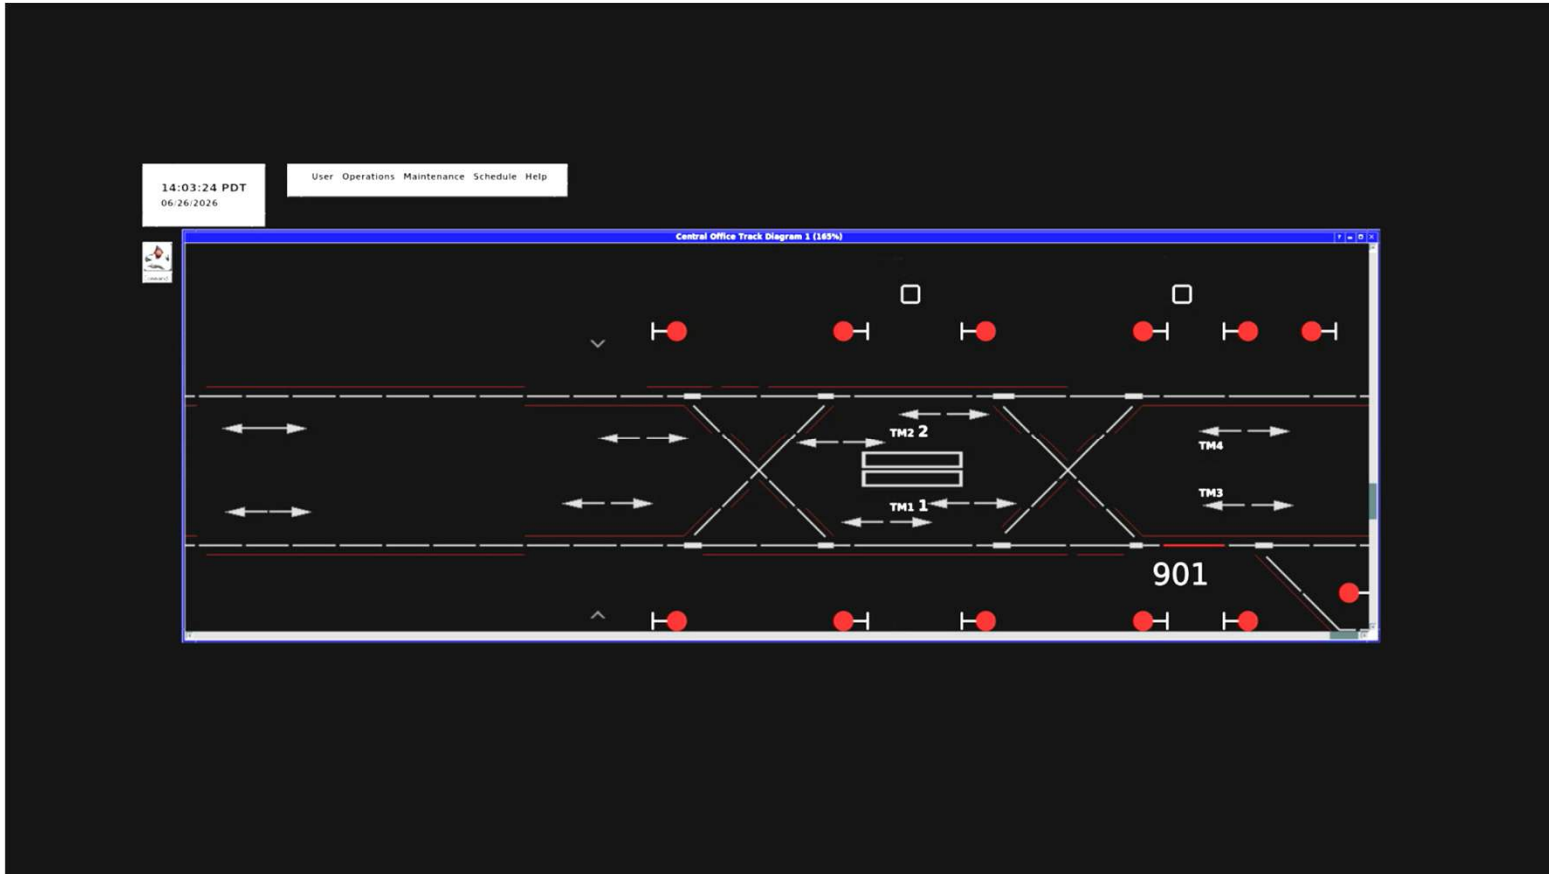 14:03:24 PDT
06/26/2026
User Operations Maintenance Schedule Help
Central Office Track Diagram 1 (165%)
TM2 2
TM4
TM1 1
TM3
901